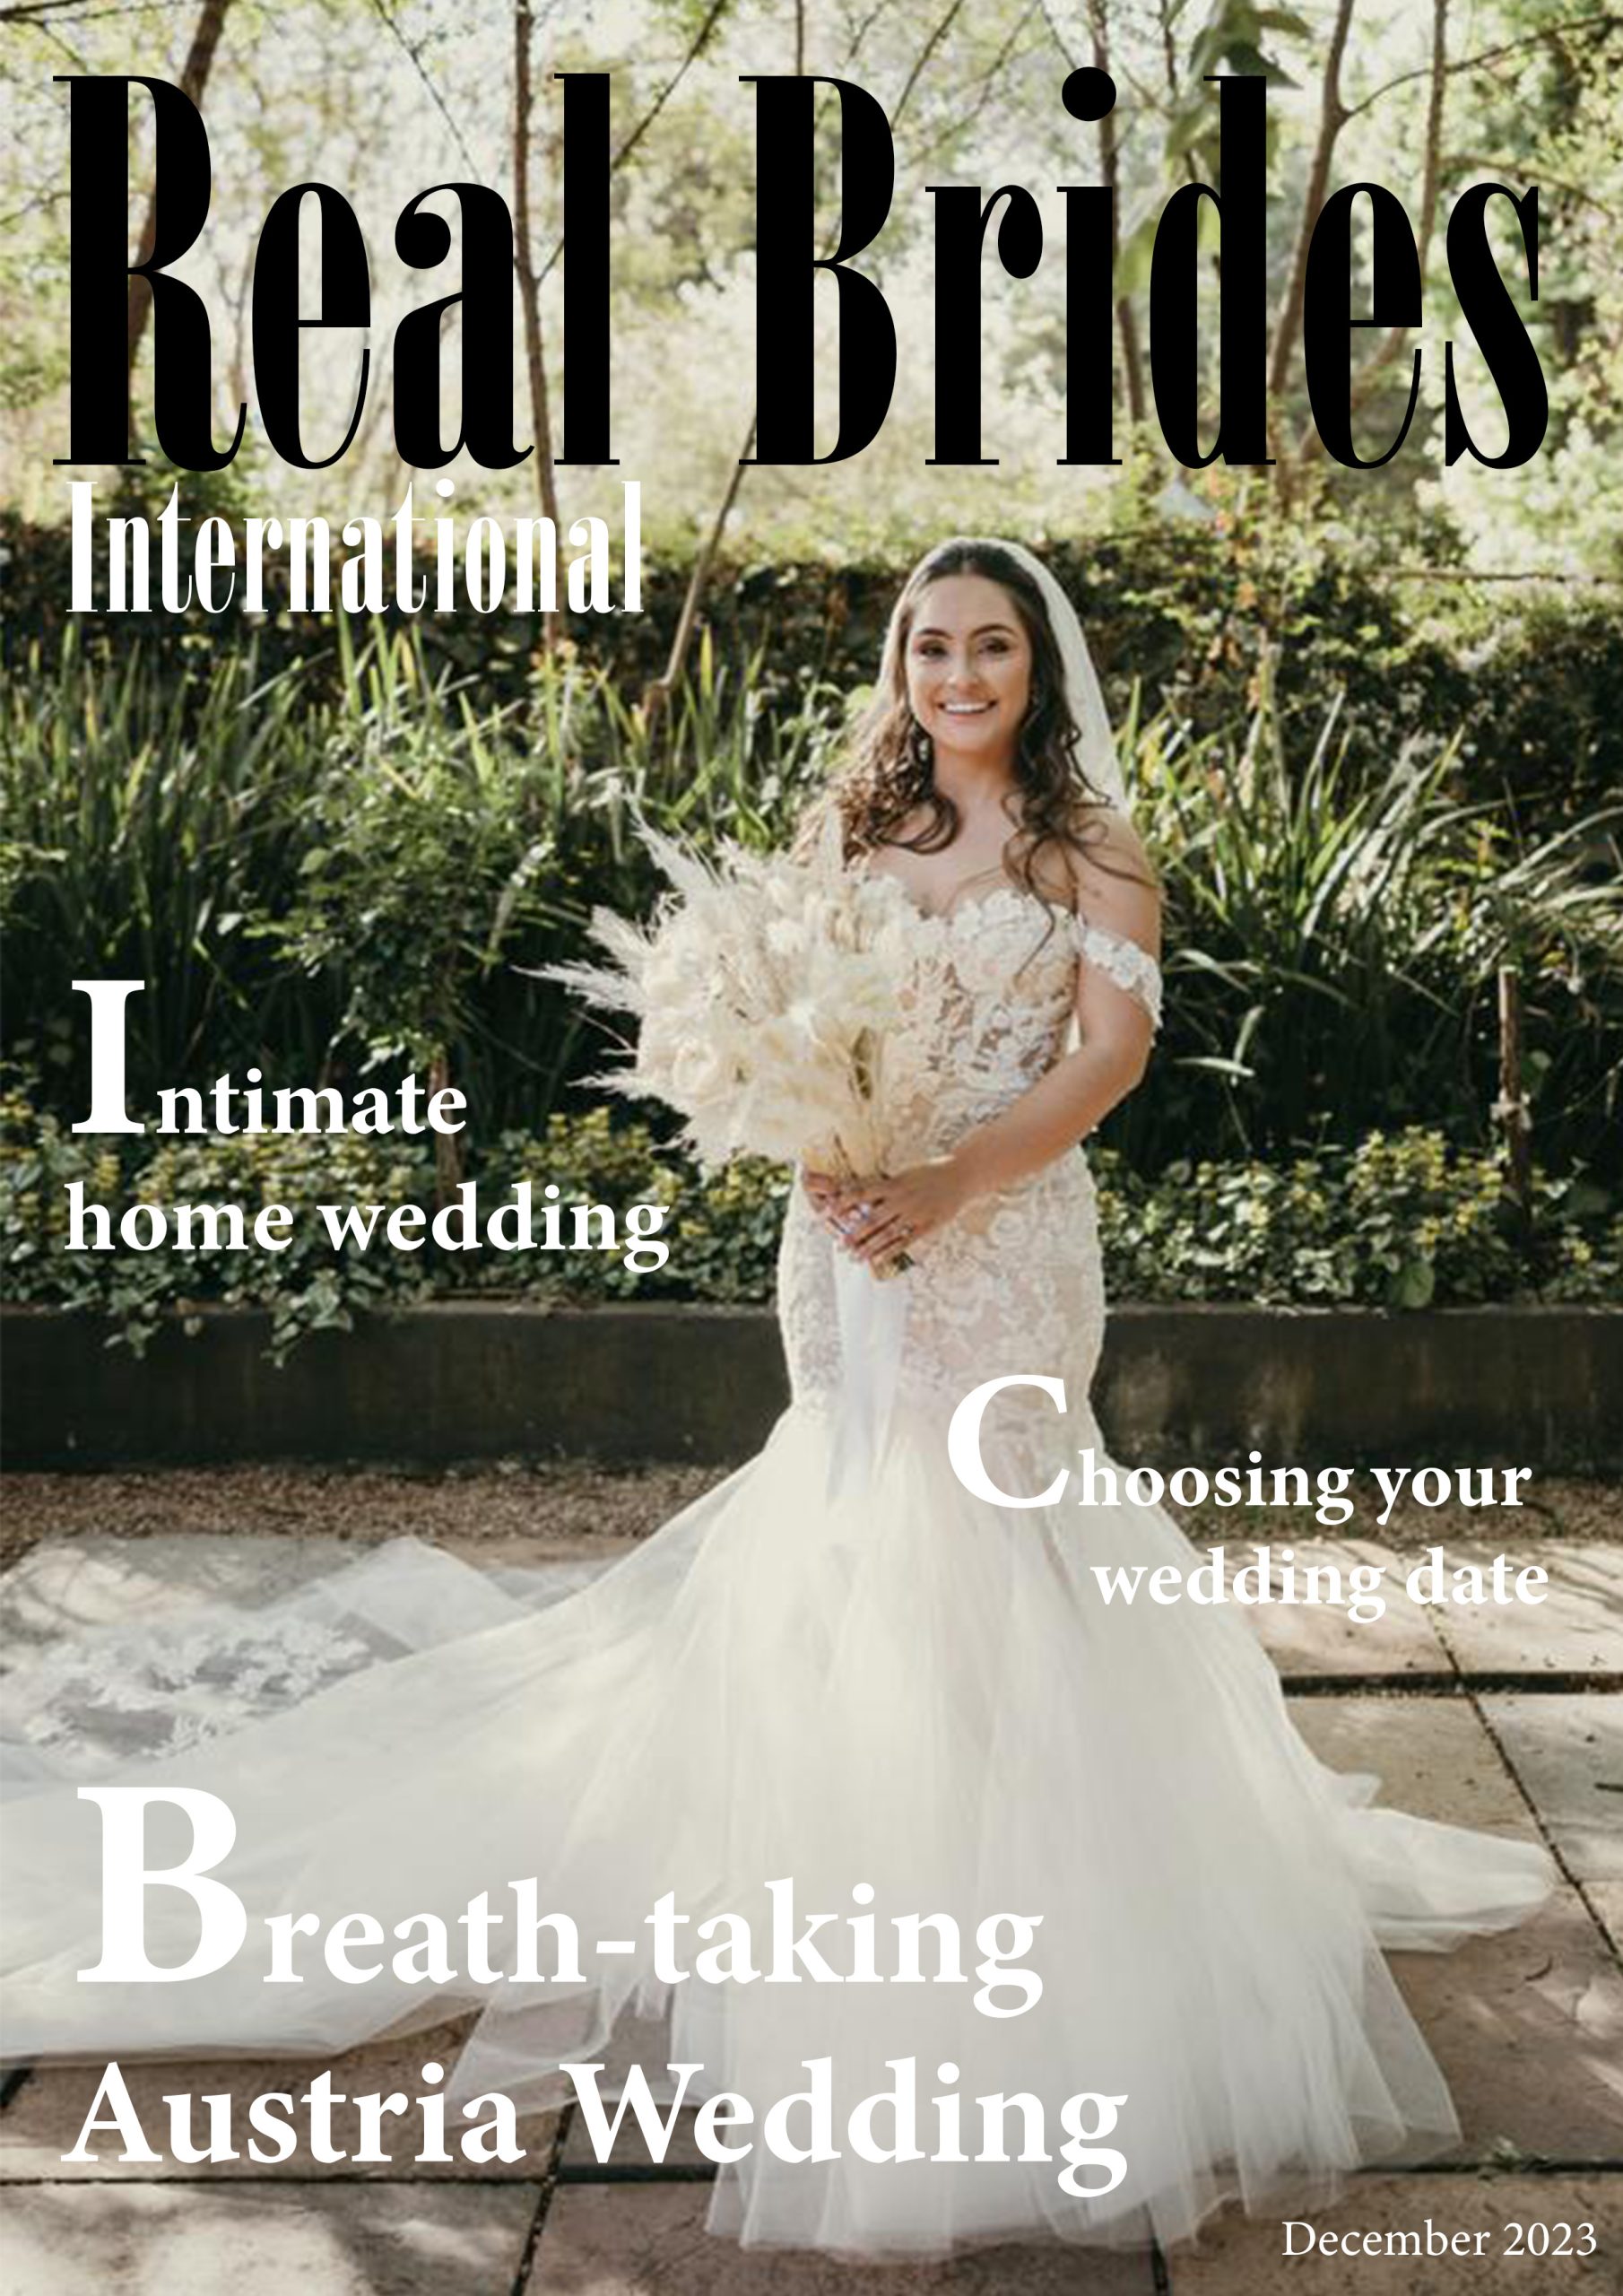 Real Brides
International
Intimate
home wedding
Choosing your
wedding date
Breath-taking
Austria Wedding
December 2023